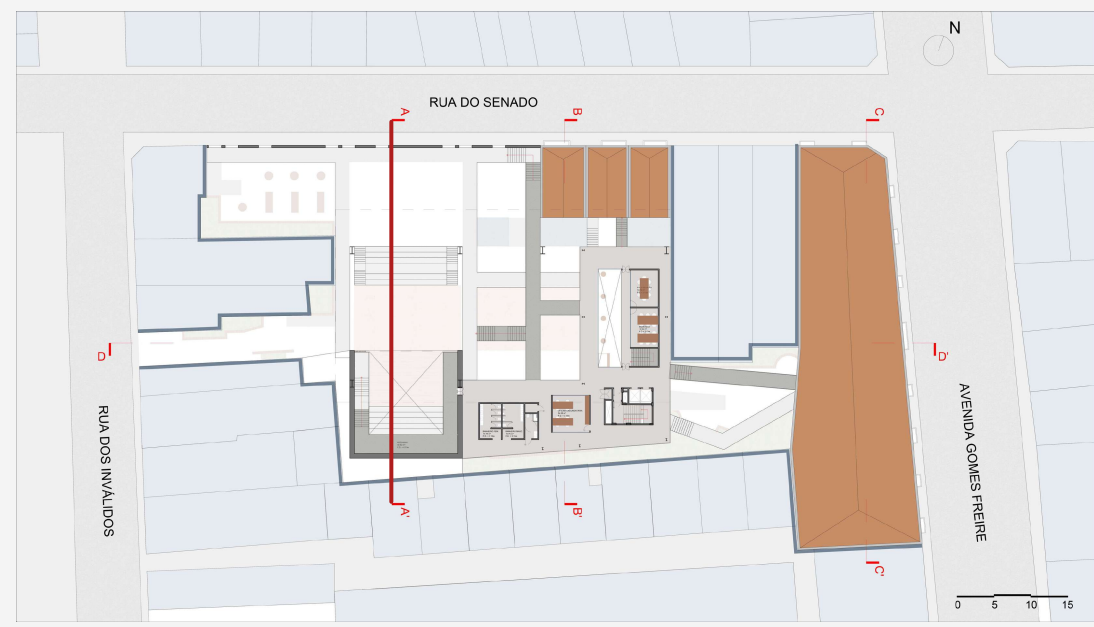 N
RUA DO SENADO
A
B
C
D
D'
RUA DOS INVÁLIDOS
AVENIDA GOMES FREIRE
A'
B'
C'
0 5 10 15